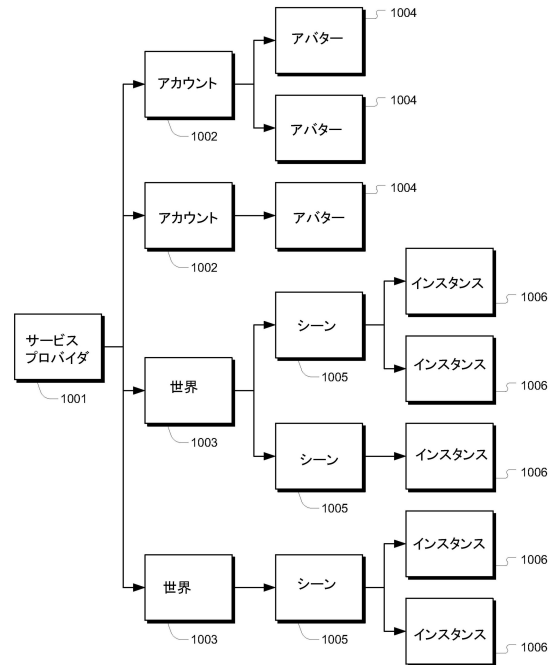 アバター
1004
アカウント
1002
アバター
1004
アカウント
1002
アバター
1004
サービス
プロバイダ
1001
世界
1003
シーン
1005
インスタンス
1006
インスタンス
1006
シーン
1005
インスタンス
1006
世界
1003
シーン
1005
インスタンス
1006
インスタンス
1006